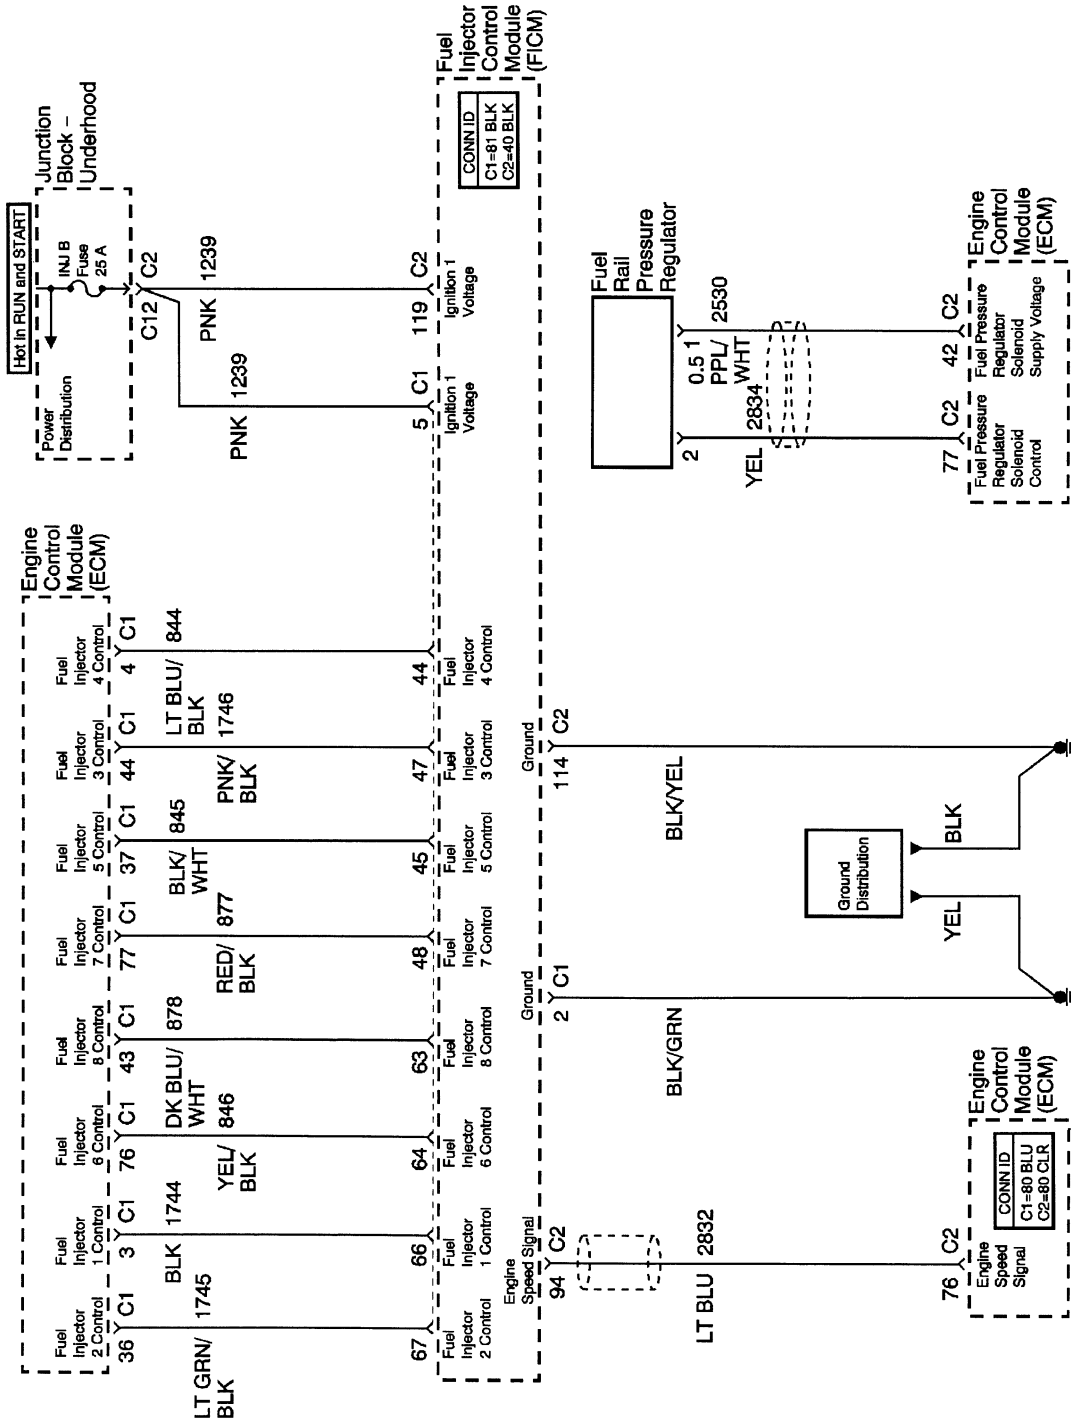 Hot in RUN and START
Junction
Block –
Underhood
INJ B
Fuse
25 A
Power
Distribution
C2
C12
1239
PNK
1239
PNK
119
C2
5
C1
Ignition 1
Voltage
Ignition 1
Voltage
Fuel
Injector
Control
Module
(FICM)
CONN ID
C1=81 BLK
C2=40 BLK
Engine
Control
Module
(ECM)
Fuel
Injector
4 Control
4
C1
LT BLU/
BLK
844
44
Fuel
Injector
4 Control
Fuel
Injector
3 Control
44
C1
PNK/
BLK
1746
47
Fuel
Injector
3 Control
Fuel
Injector
5 Control
37
C1
BLK/
WHT
845
45
Fuel
Injector
5 Control
Fuel
Injector
7 Control
77
C1
RED/
BLK
877
48
Fuel
Injector
7 Control
Fuel
Injector
8 Control
43
C1
DK BLU/
WHT
878
63
Fuel
Injector
8 Control
Fuel
Injector
6 Control
76
C1
YEL/
BLK
846
64
Fuel
Injector
6 Control
Fuel
Injector
1 Control
3
C1
BLK
1744
66
Fuel
Injector
1 Control
Fuel
Injector
2 Control
36
C1
LT GRN/
BLK
1745
67
Fuel
Injector
2 Control
Fuel
Rail
Pressure
Regulator
0.5 1
PPL/
WHT
2530
2
YEL
2834
42
C2
77
C2
Fuel Pressure
Regulator
Solenoid
Supply Voltage
Fuel Pressure
Regulator
Solenoid
Control
Engine
Control
Module
(ECM)
Ground
114
C2
BLK/YEL
Ground
Distribution
BLK
YEL
Ground
2
C1
BLK/GRN
Engine
Speed Signal
94
C2
LT BLU
2832
76
C2
Engine
Speed
Signal
CONN ID
C1=80 BLU
C2=80 CLR
Engine
Control
Module
(ECM)